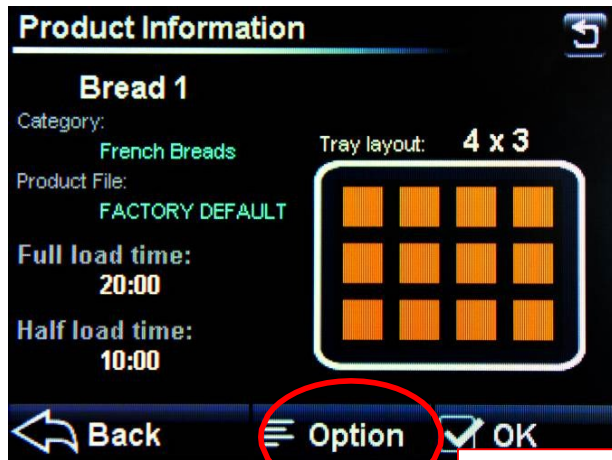 Product Information
Bread 1
Category:
French Breads
Product File:
FACTORY DEFAULT
Full load time:
20:00
Half load time:
10:00
Tray layout: 4 x 3
Back
Option
OK